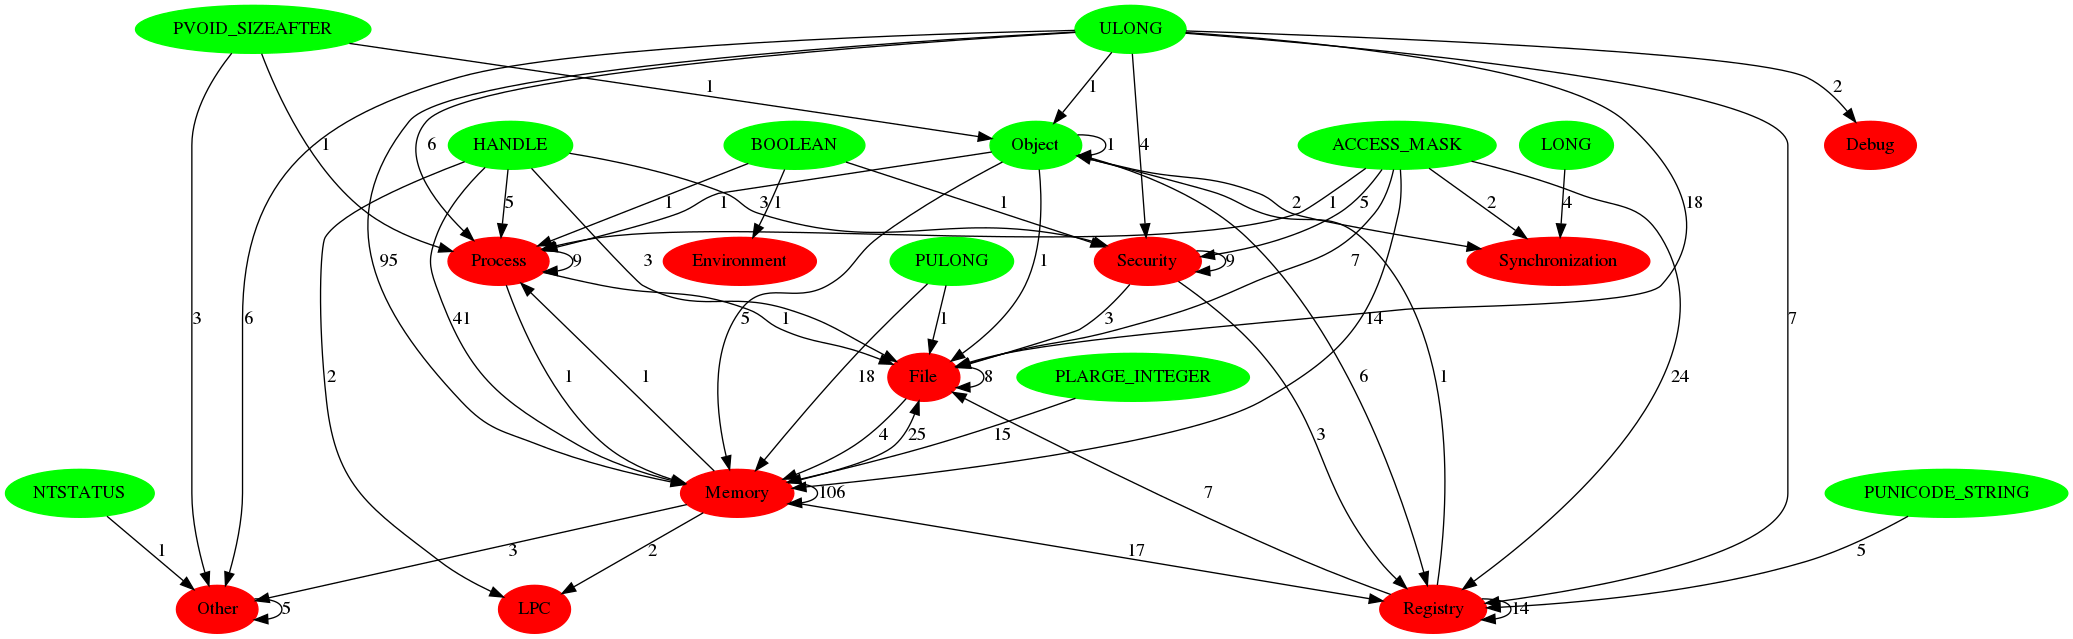 PVOID_SIZEAFTER
ULONG
1
1
2
HANDLE
BOOLEAN
Object
ACCESS_MASK
LONG
Debug
1
6
1
4
5
1
1
3
1
1
2
1
5
2
4
18
Process
9
Environment
PULONG
Security
9
Synchronization
95
3
1
7
3
6
41
5
1
1
3
14
7
2
1
1
18
File
8
PLARGE_INTEGER
6
1
24
4
25
15
3
NTSTATUS
Memory
106
7
PUNICODE_STRING
1
3
2
17
5
Other
5
LPC
Registry
14